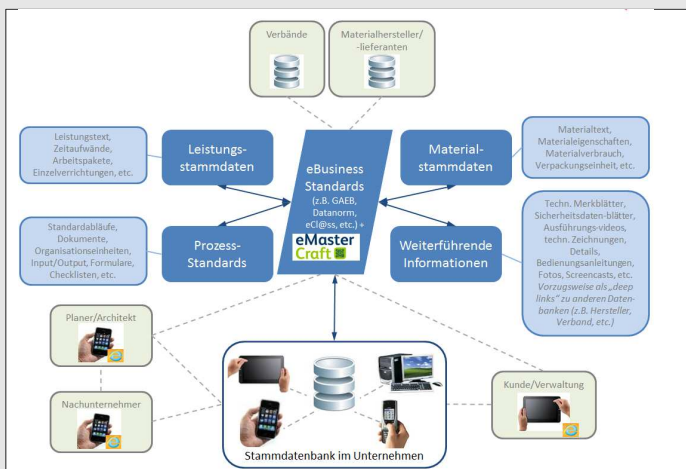 Verbände
Materialhersteller/
-lieferanten
Leistungstext,
Zeitaufwände,
Arbeitspakete,
Einzelverrichtungen, etc.
Leistungs-
stammdaten
eBusiness
Standards
(z.B. GAEB,
Datanorm,
eCl@ss, etc.) +
eMaster
Craft
Material-
stammdaten
Materialtext,
Materialeigenschaften,
Materialverbrauch,
Verpackungseinheit, etc.
Standardabläufe,
Dokumente,
Organisationseinheiten,
Input/Output, Formulare,
Checklisten, etc.
Prozess-
Standards
Weiterführende
Informationen
Techn. Merkblätter,
Sicherheitsdaten-blätter,
Ausführungs-videos,
techn. Zeichnungen,
Details,
Bedienungsanleitungen,
Fotos, Screencasts, etc.
Vorzugsweise als „deep
links“ zu anderen Daten-
banken (z.B. Hersteller,
Verband, etc.)
Planer/Architekt
Nachunternehmer
Kunde/Verwaltung
Stammdatenbank im Unternehmen